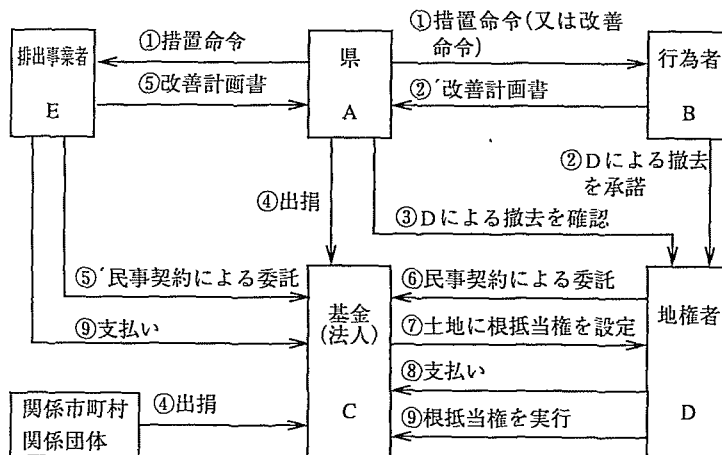 排出事業者
E
①措置命令
⑤改善計画書
県
A
①措置命令(又は改善
命令)
②´改善計画書
行為者
B
②Dによる撤去
を承諾
④出捐
③Dによる撤去を確認
⑤´民事契約による委託
⑨支払い
基金
(法人)
C
⑥民事契約による委託
⑦土地に根抵当権を設定
⑧支払い
⑨根抵当権を実行
地権者
D
関係市町村
関係団体
④出捐